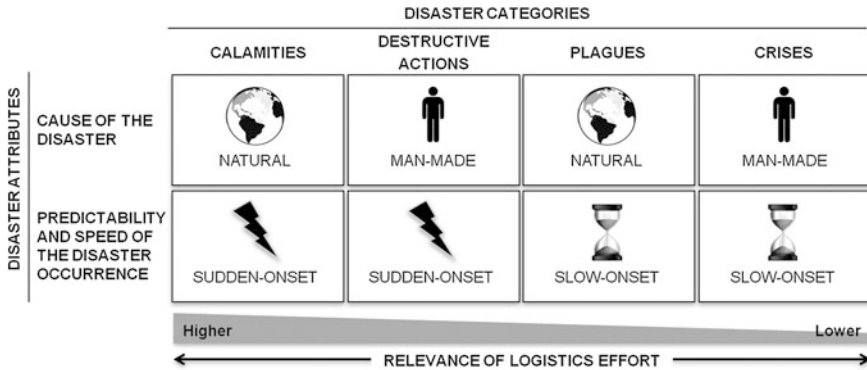 DISASTER CATEGORIES
CALAMITIES
DESTRUCTIVE
ACTIONS
PLAGUES
CRISES
DISASTER ATTRIBUTES
CAUSE OF THE
DISASTER
NATURAL
MAN-MADE
NATURAL
MAN-MADE
PREDICTABILITY
AND SPEED OF
THE DISASTER
OCCURRENCE
SUDDEN-ONSET
SUDDEN-ONSET
SLOW-ONSET
SLOW-ONSET
Higher
Lower
RELEVANCE OF LOGISTICS EFFORT